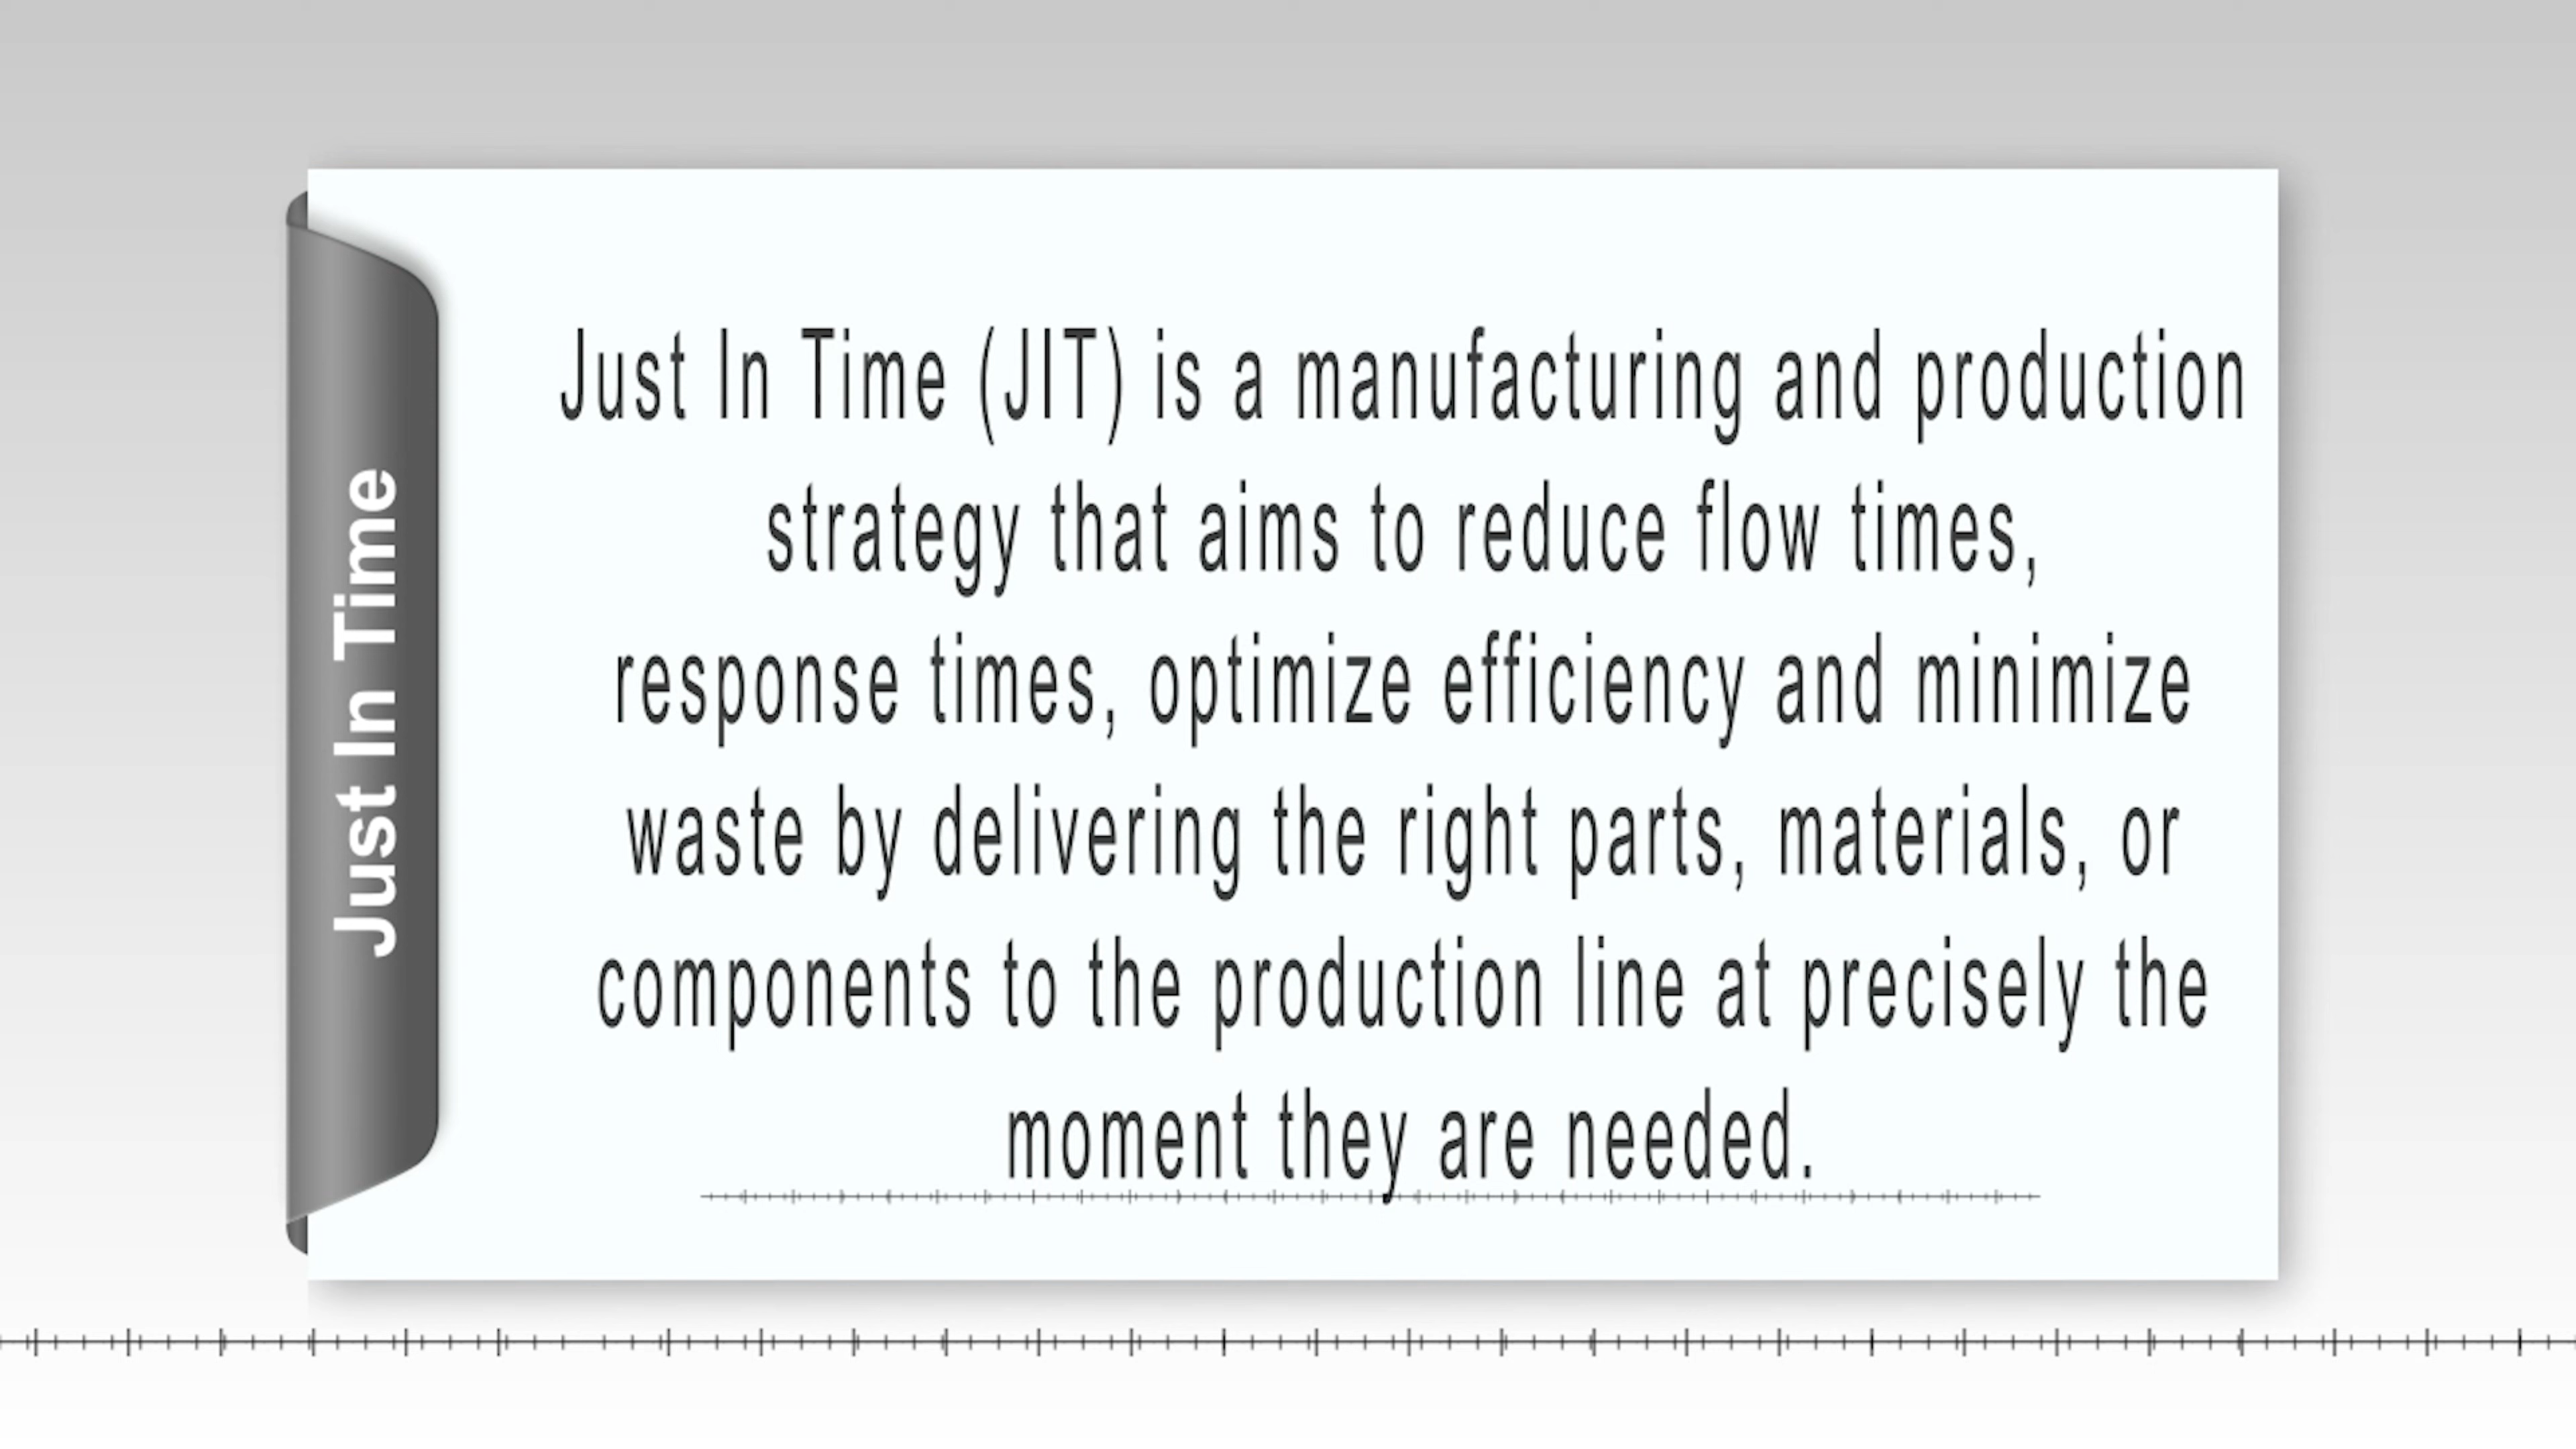 Just In Time
Just In Time (JIT) is a manufacturing and production
strategy that aims to reduce flow times,
response times, optimize efficiency and minimize
waste by delivering the right parts, materials, or
components to the production line at precisely the
moment they are needed.